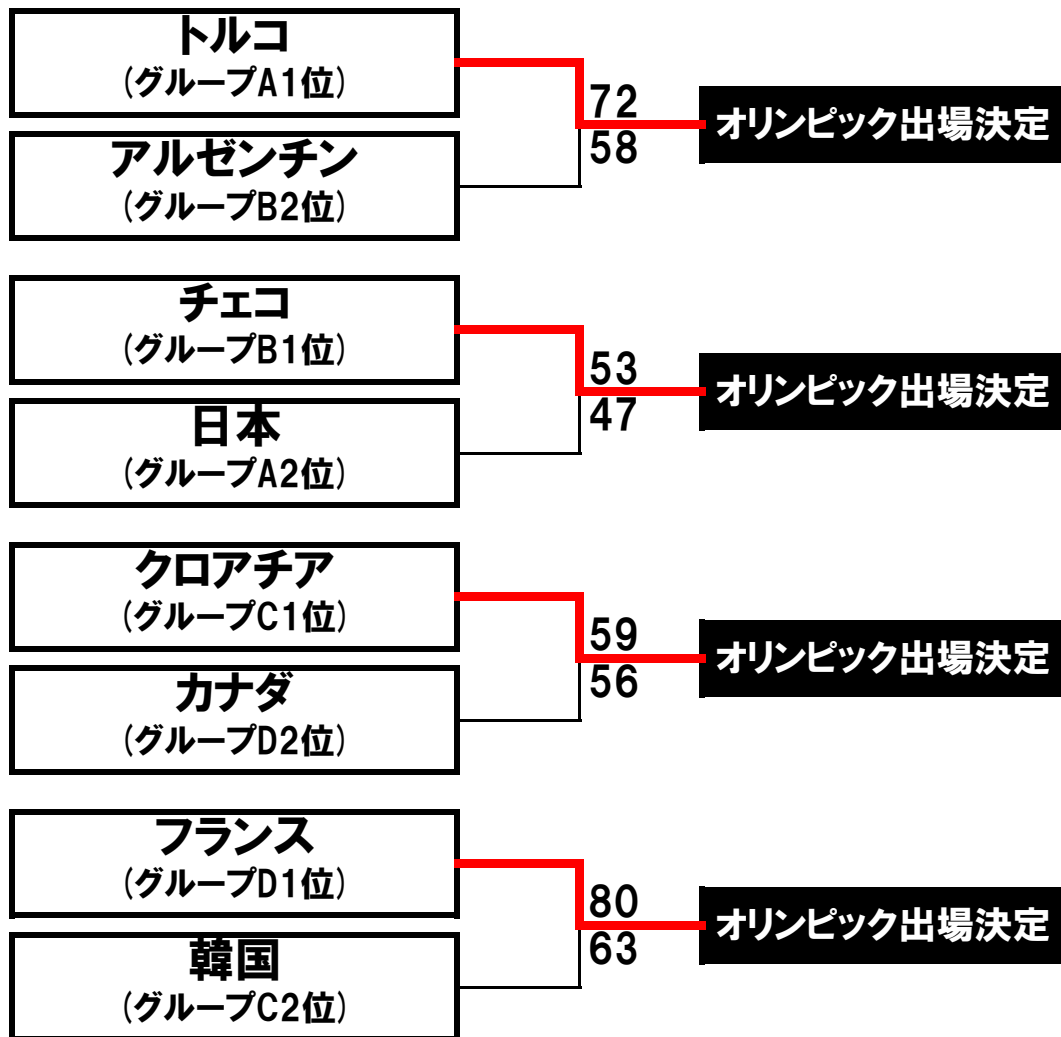 トルコ
(グループA1位)
72
オリンピック出場決定
58
アルゼンチン
(グループB2位)
チェコ
(グループB1位)
53
オリンピック出場決定
47
日本
(グループA2位)
クロアチア
(グループC1位)
59
オリンピック出場決定
56
カナダ
(グループD2位)
フランス
(グループD1位)
80
オリンピック出場決定
63
韓国
(グループC2位)